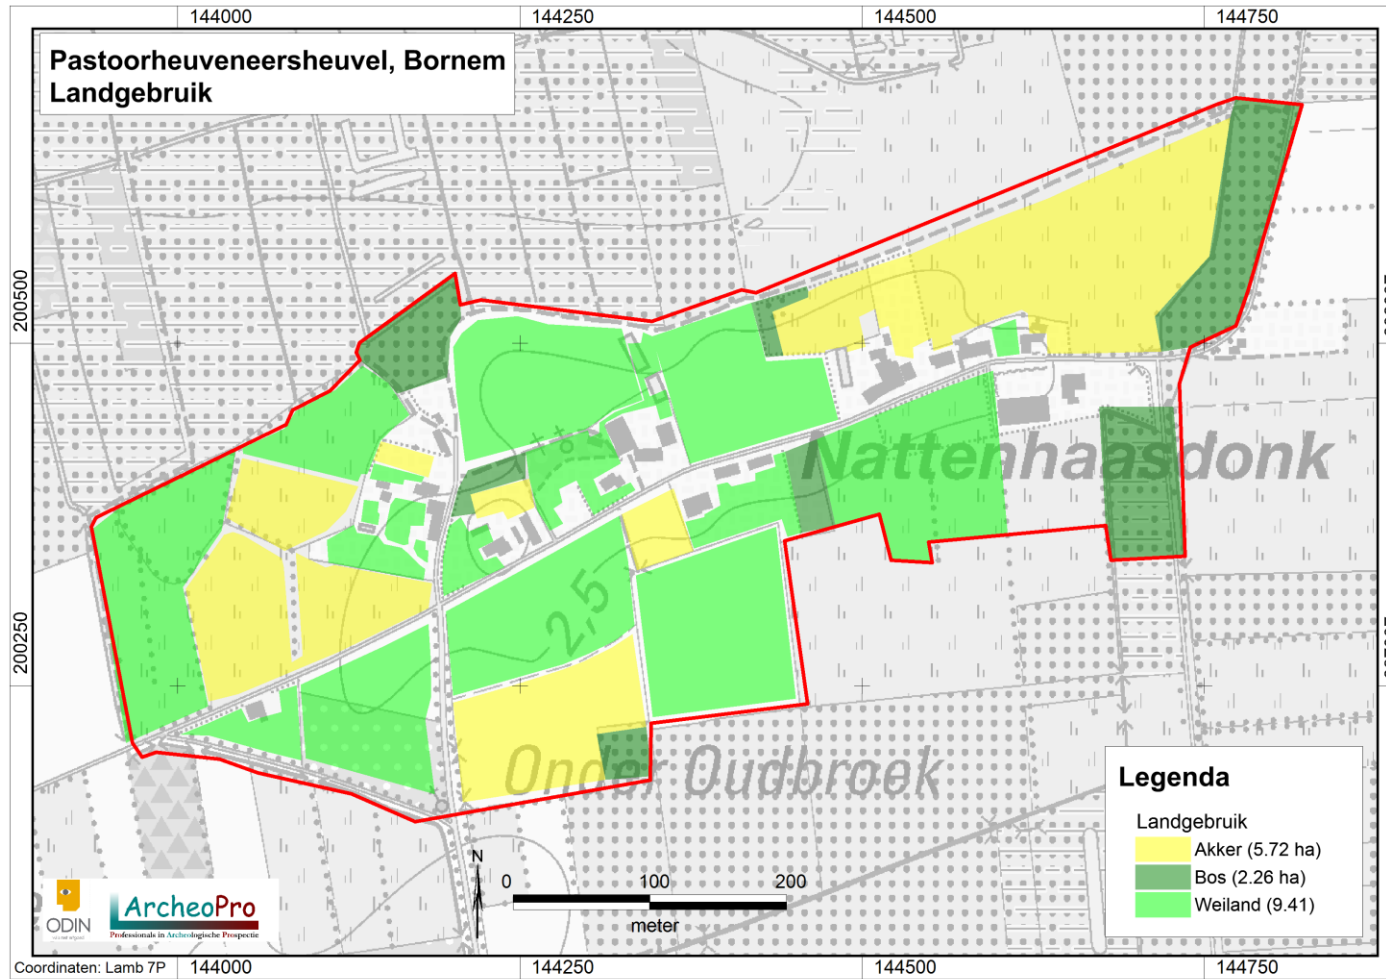 144000 144250 144500 144750
Pastoorheuveneersheuvel, Bornem
Landgebruik
200500
Nattenhaasdonk
2,5
200250
Onder Oudbroek
Legenda
Landgebruik
Akker (5.72 ha)
Bos (2.26 ha)
Weiland (9.41)
N
0 100 200
meter
ODIN
ArcheoPro
Professionals in Archeologische Prospectie
Coordinaten: Lamb 7P
144000 144250 144500 144750